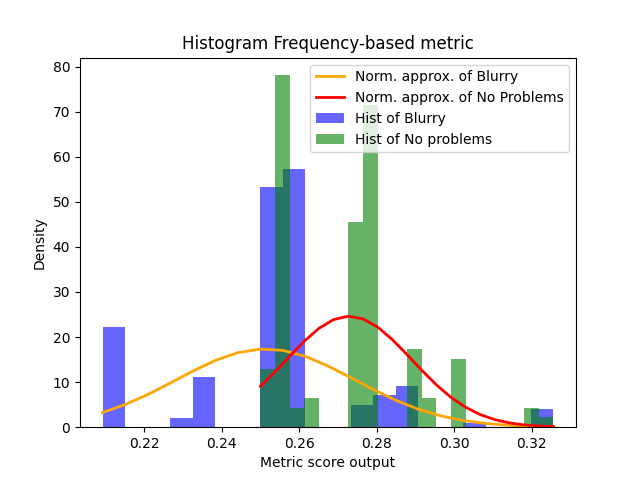 Histogram Frequency-based metric
Norm. approx. of Blurry
Norm. approx. of No Problems
Hist of Blurry
Hist of No problems
Density
80
70
60
50
40
30
20
10
0
0.22 0.24 0.26 0.28 0.30 0.32
Metric score output